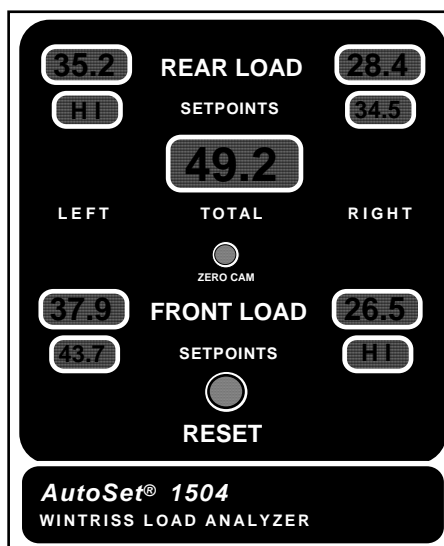 35.2 REAR LOAD 28.4
HI SETPOINTS 34.5
49.2
LEFT TOTAL RIGHT
ZERO CAM
37.9 FRONT LOAD 26.5
43.7 SETPOINTS HI
RESET
AutoSet® 1504
WINTRISS LOAD ANALYZER